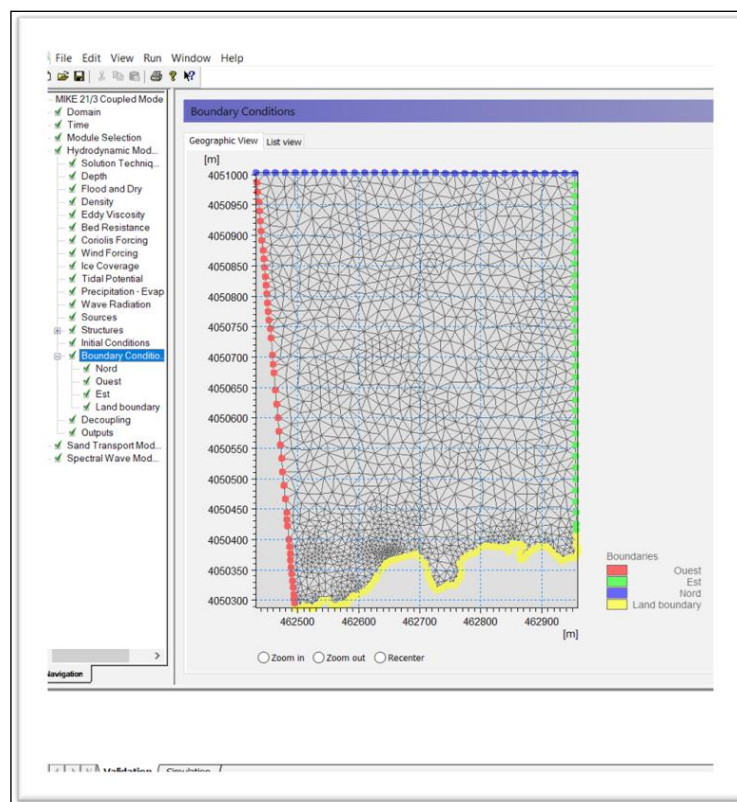 File Edit View Run Window Help
MIKE 21/3 Coupled Mode
Domain
Time
Module Selection
Hydrodynamic Mod...
Solution Techniq...
Depth
Flood and Dry
Density
Eddy Viscosity
Bed Resistance
Coriolis Forcing
Wind Forcing
Ice Coverage
Tidal Potential
Precipitation - Evap
Wave Radiation
Sources
Structures
Initial Conditions
Boundary Conditio...
Nord
Ouest
Est
Land boundary
Decoupling
Outputs
Sand Transport Mod...
Spectral Wave Mod...
Navigation
Boundary Conditions
Geographic View List view
[m]
4051000
4050950
4050900
4050850
4050800
4050750
4050700
4050650
4050600
4050550
4050500
4050450
4050400
4050350
4050300
462500 462600 462700 462800 462900
[m]
Boundaries
Ouest
Est
Nord
Land boundary
Zoom in Zoom out Recenter
Validation Simulation